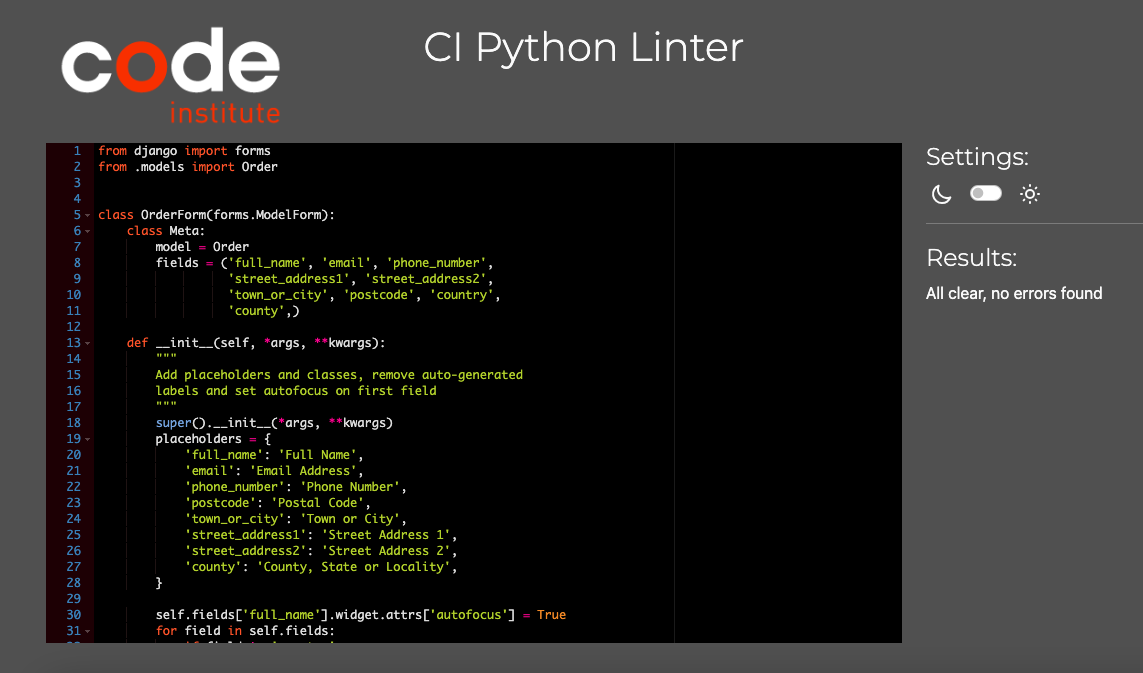 code
institute
CI Python Linter
1 from django import forms
2 from .models import Order
3
4
5 class OrderForm(forms.ModelForm):
6     class Meta:
7         model = Order
8         fields = ('full_name', 'email', 'phone_number',
9                   'street_address1', 'street_address2',
10                   'town_or_city', 'postcode', 'country',
11                   'county',)
12
13     def __init__(self, *args, **kwargs):
14         """
15         Add placeholders and classes, remove auto-generated
16         labels and set autofocus on first field
17         """
18         super().__init__(*args, **kwargs)
19         placeholders = {
20             'full_name': 'Full Name',
21             'email': 'Email Address',
22             'phone_number': 'Phone Number',
23             'postcode': 'Postal Code',
24             'town_or_city': 'Town or City',
25             'street_address1': 'Street Address 1',
26             'street_address2': 'Street Address 2',
27             'county': 'County, State or Locality',
28         }
29
30         self.fields['full_name'].widget.attrs['autofocus'] = True
31         for field in self.fields:
Settings:
Results:
All clear, no errors found